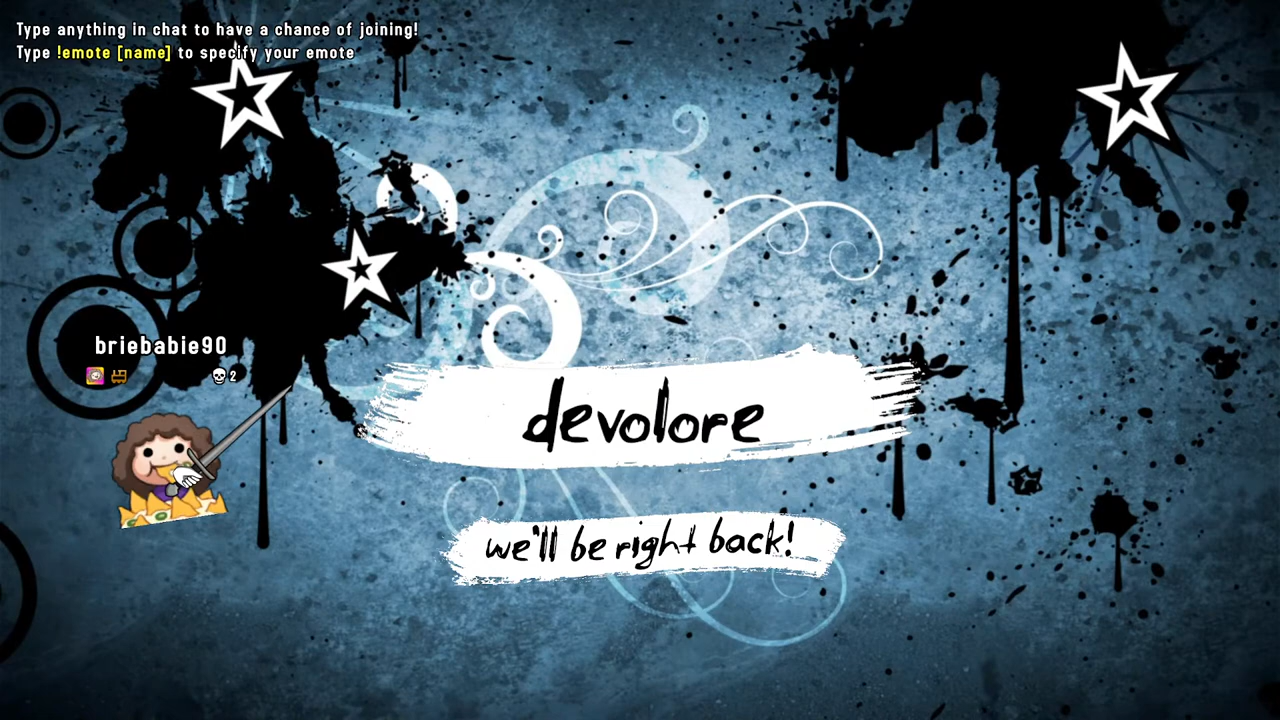 Type anything in chat to have a chance of joining!
Type !emote [name] to specify your emote
briebabie90
2
devolore
we'll be right back!